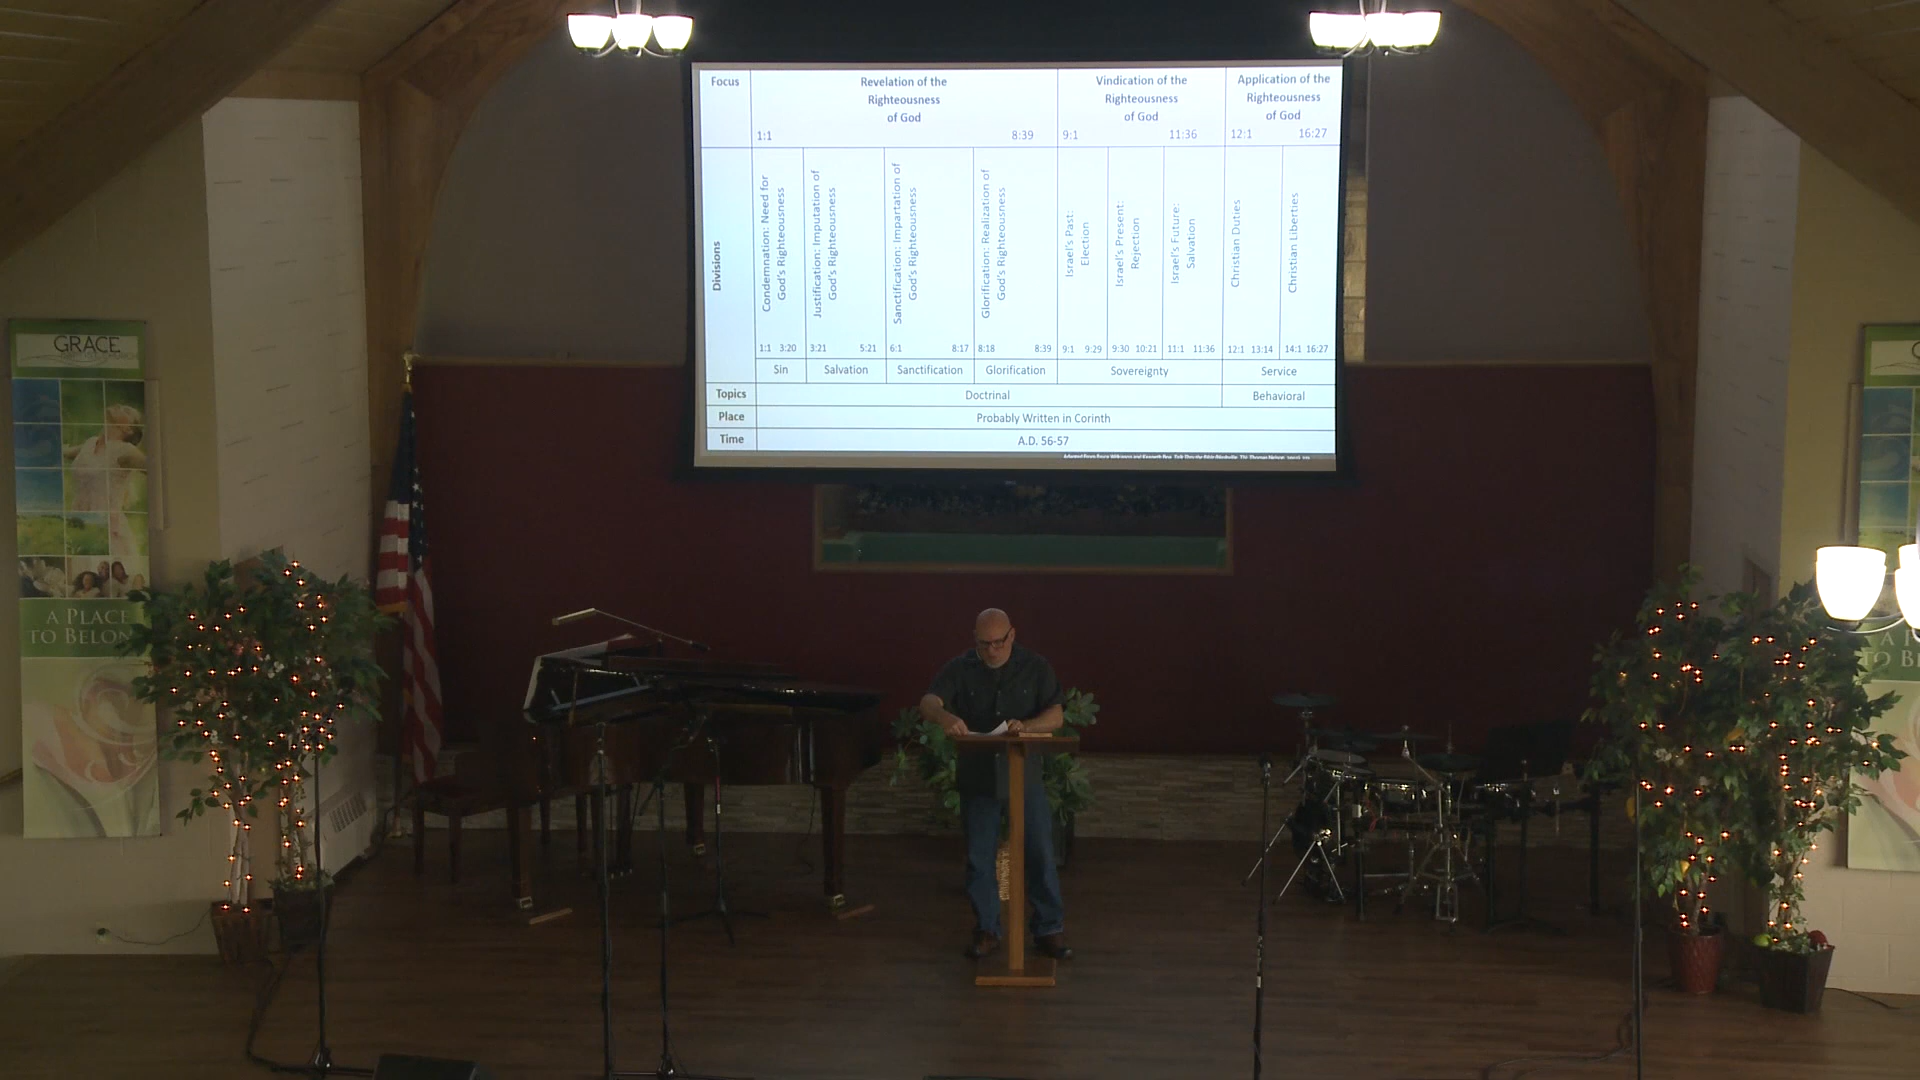 Focus
Revelation of the
Righteousness
of God
1:1 8:39
Vindication of the
Righteousness
of God
9:1 11:36
Application of the
Righteousness
of God
12:1 16:27
Divisions
Condemnation: Need for
God's Righteousness
1:1 3:20
Justification: Imputation of
God's Righteousness
3:21 5:21
Sanctification: Impartation of
God's Righteousness
6:1 8:17
Glorification: Realization of
God's Righteousness
8:18 8:39
Israel's Past:
Election
9:1 9:29
Israel's Present:
Rejection
9:30 10:21
Israel's Future:
Salvation
11:1 11:36
Christian Duties
12:1 13:14
Christian Liberties
14:1 16:27
Sin
Salvation
Sanctification
Glorification
Sovereignty
Service
Topics
Doctrinal
Behavioral
Place
Probably Written in Corinth
Time
A.D. 56-57
GRACE
A PLACE
TO BELON
TO B